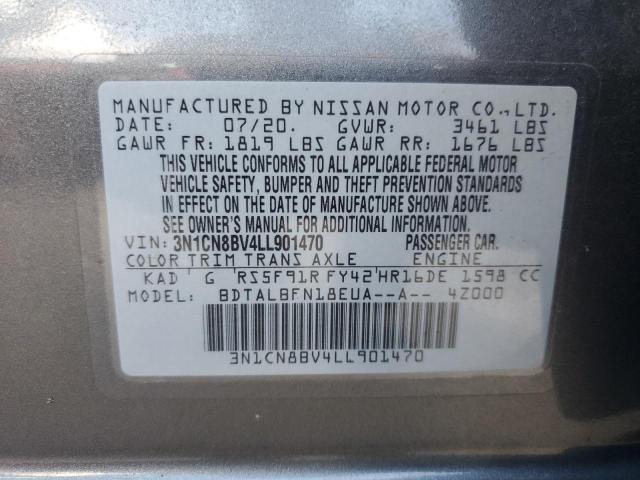 MANUFACTURED BY NISSAN MOTOR CO., LTD.
DATE: 07/20. GVWR: 3461 LBS
GAWR FR: 1819 LBS GAWR RR: 1676 LBS
THIS VEHICLE CONFORMS TO ALL APPLICABLE FEDERAL MOTOR
VEHICLE SAFETY, BUMPER AND THEFT PREVENTION STANDARDS
IN EFFECT ON THE DATE OF MANUFACTURE SHOWN ABOVE.
SEE OWNER'S MANUAL FOR ADDITIONAL INFORMATION.
VIN: 3N1CN8BV4LL901470 PASSENGER CAR.
COLOR TRIM TRANS AXLE ENGINE
KAD G RS5F91R FY42 HR16DE 1598 CC
MODEL: BDTALBFN18EUA--A-- 4Z000
3N1CN8BV4LL901470